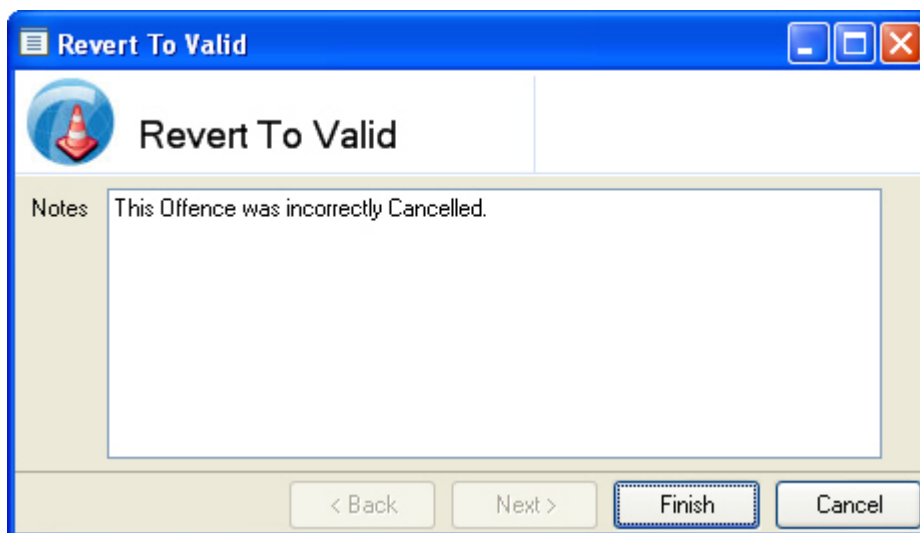 Revert To Valid
Revert To Valid
Notes
This Offence was incorrectly Cancelled.
< Back
Next >
Finish
Cancel